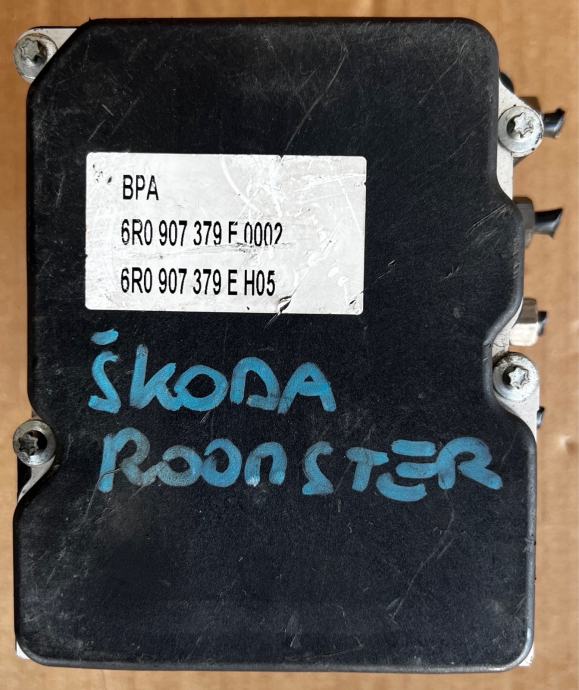 BPA
6R0 907 379 E 0002
6R0 907 379 E H05
ŠKODA
ROOMSTER